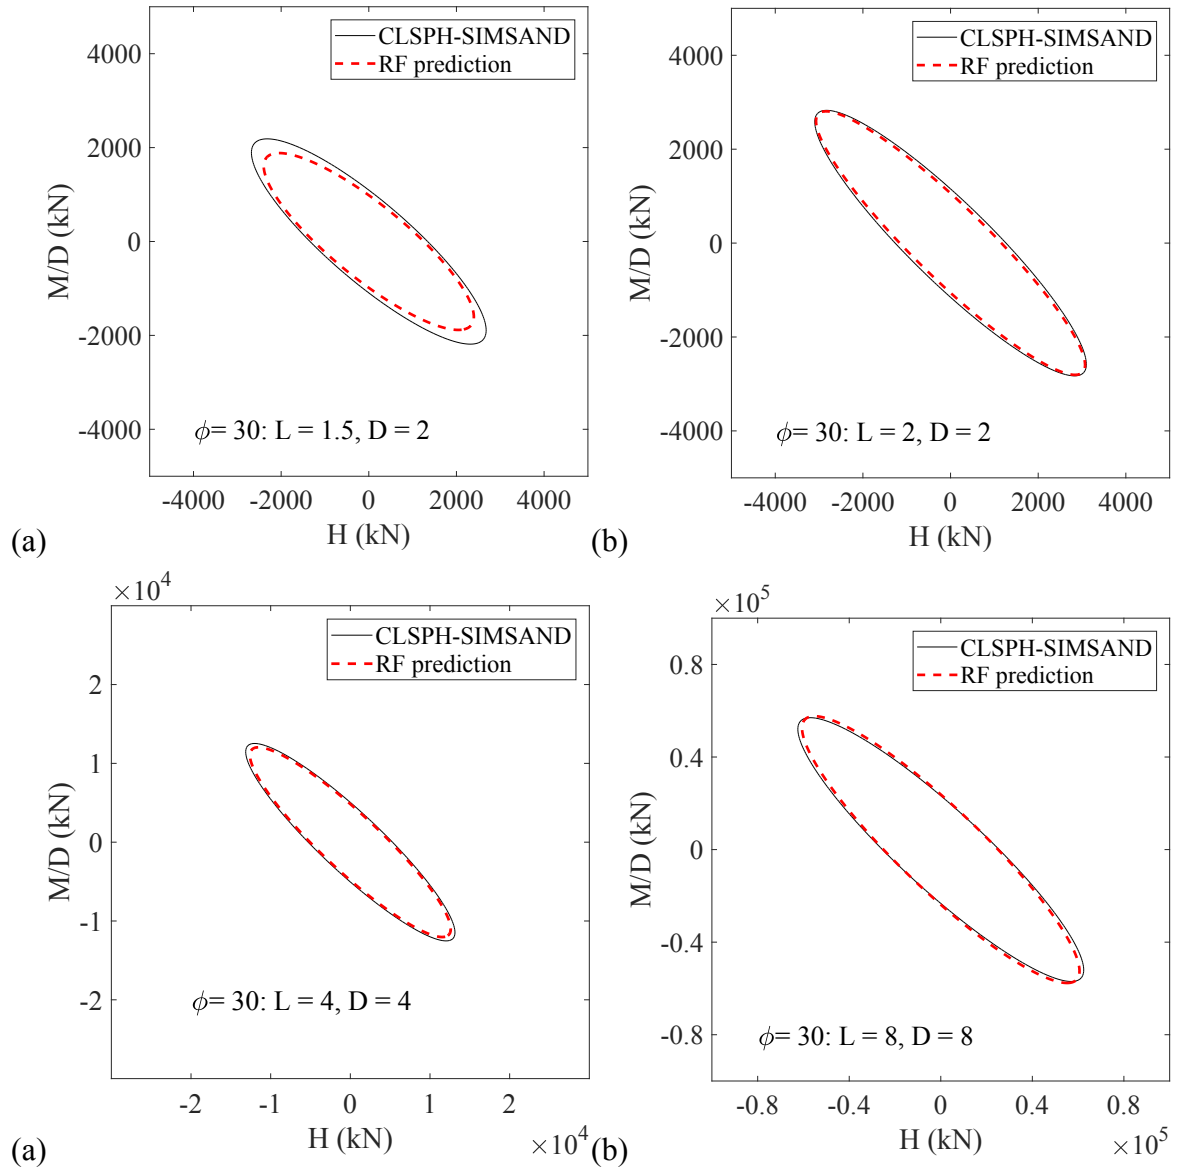 4000
2000
0
-2000
-4000
M/D (kN)
CLSPH-SIMSAND
RF prediction
ϕ= 30: L = 1.5, D = 2
-4000 -2000 0 2000 4000
H (kN)
(a)
4000
2000
0
-2000
-4000
M/D (kN)
CLSPH-SIMSAND
RF prediction
ϕ= 30: L = 2, D = 2
-4000 -2000 0 2000 4000
H (kN)
(b)
×10⁴
2
1
0
-1
-2
M/D (kN)
CLSPH-SIMSAND
RF prediction
ϕ= 30: L = 4, D = 4
-2 -1 0 1 2
H (kN)
×10⁴
(a)
×10⁵
0.8
0.4
0
-0.4
-0.8
M/D (kN)
CLSPH-SIMSAND
RF prediction
ϕ= 30: L = 8, D = 8
-0.8 -0.4 0 0.4 0.8
H (kN)
×10⁵
(b)